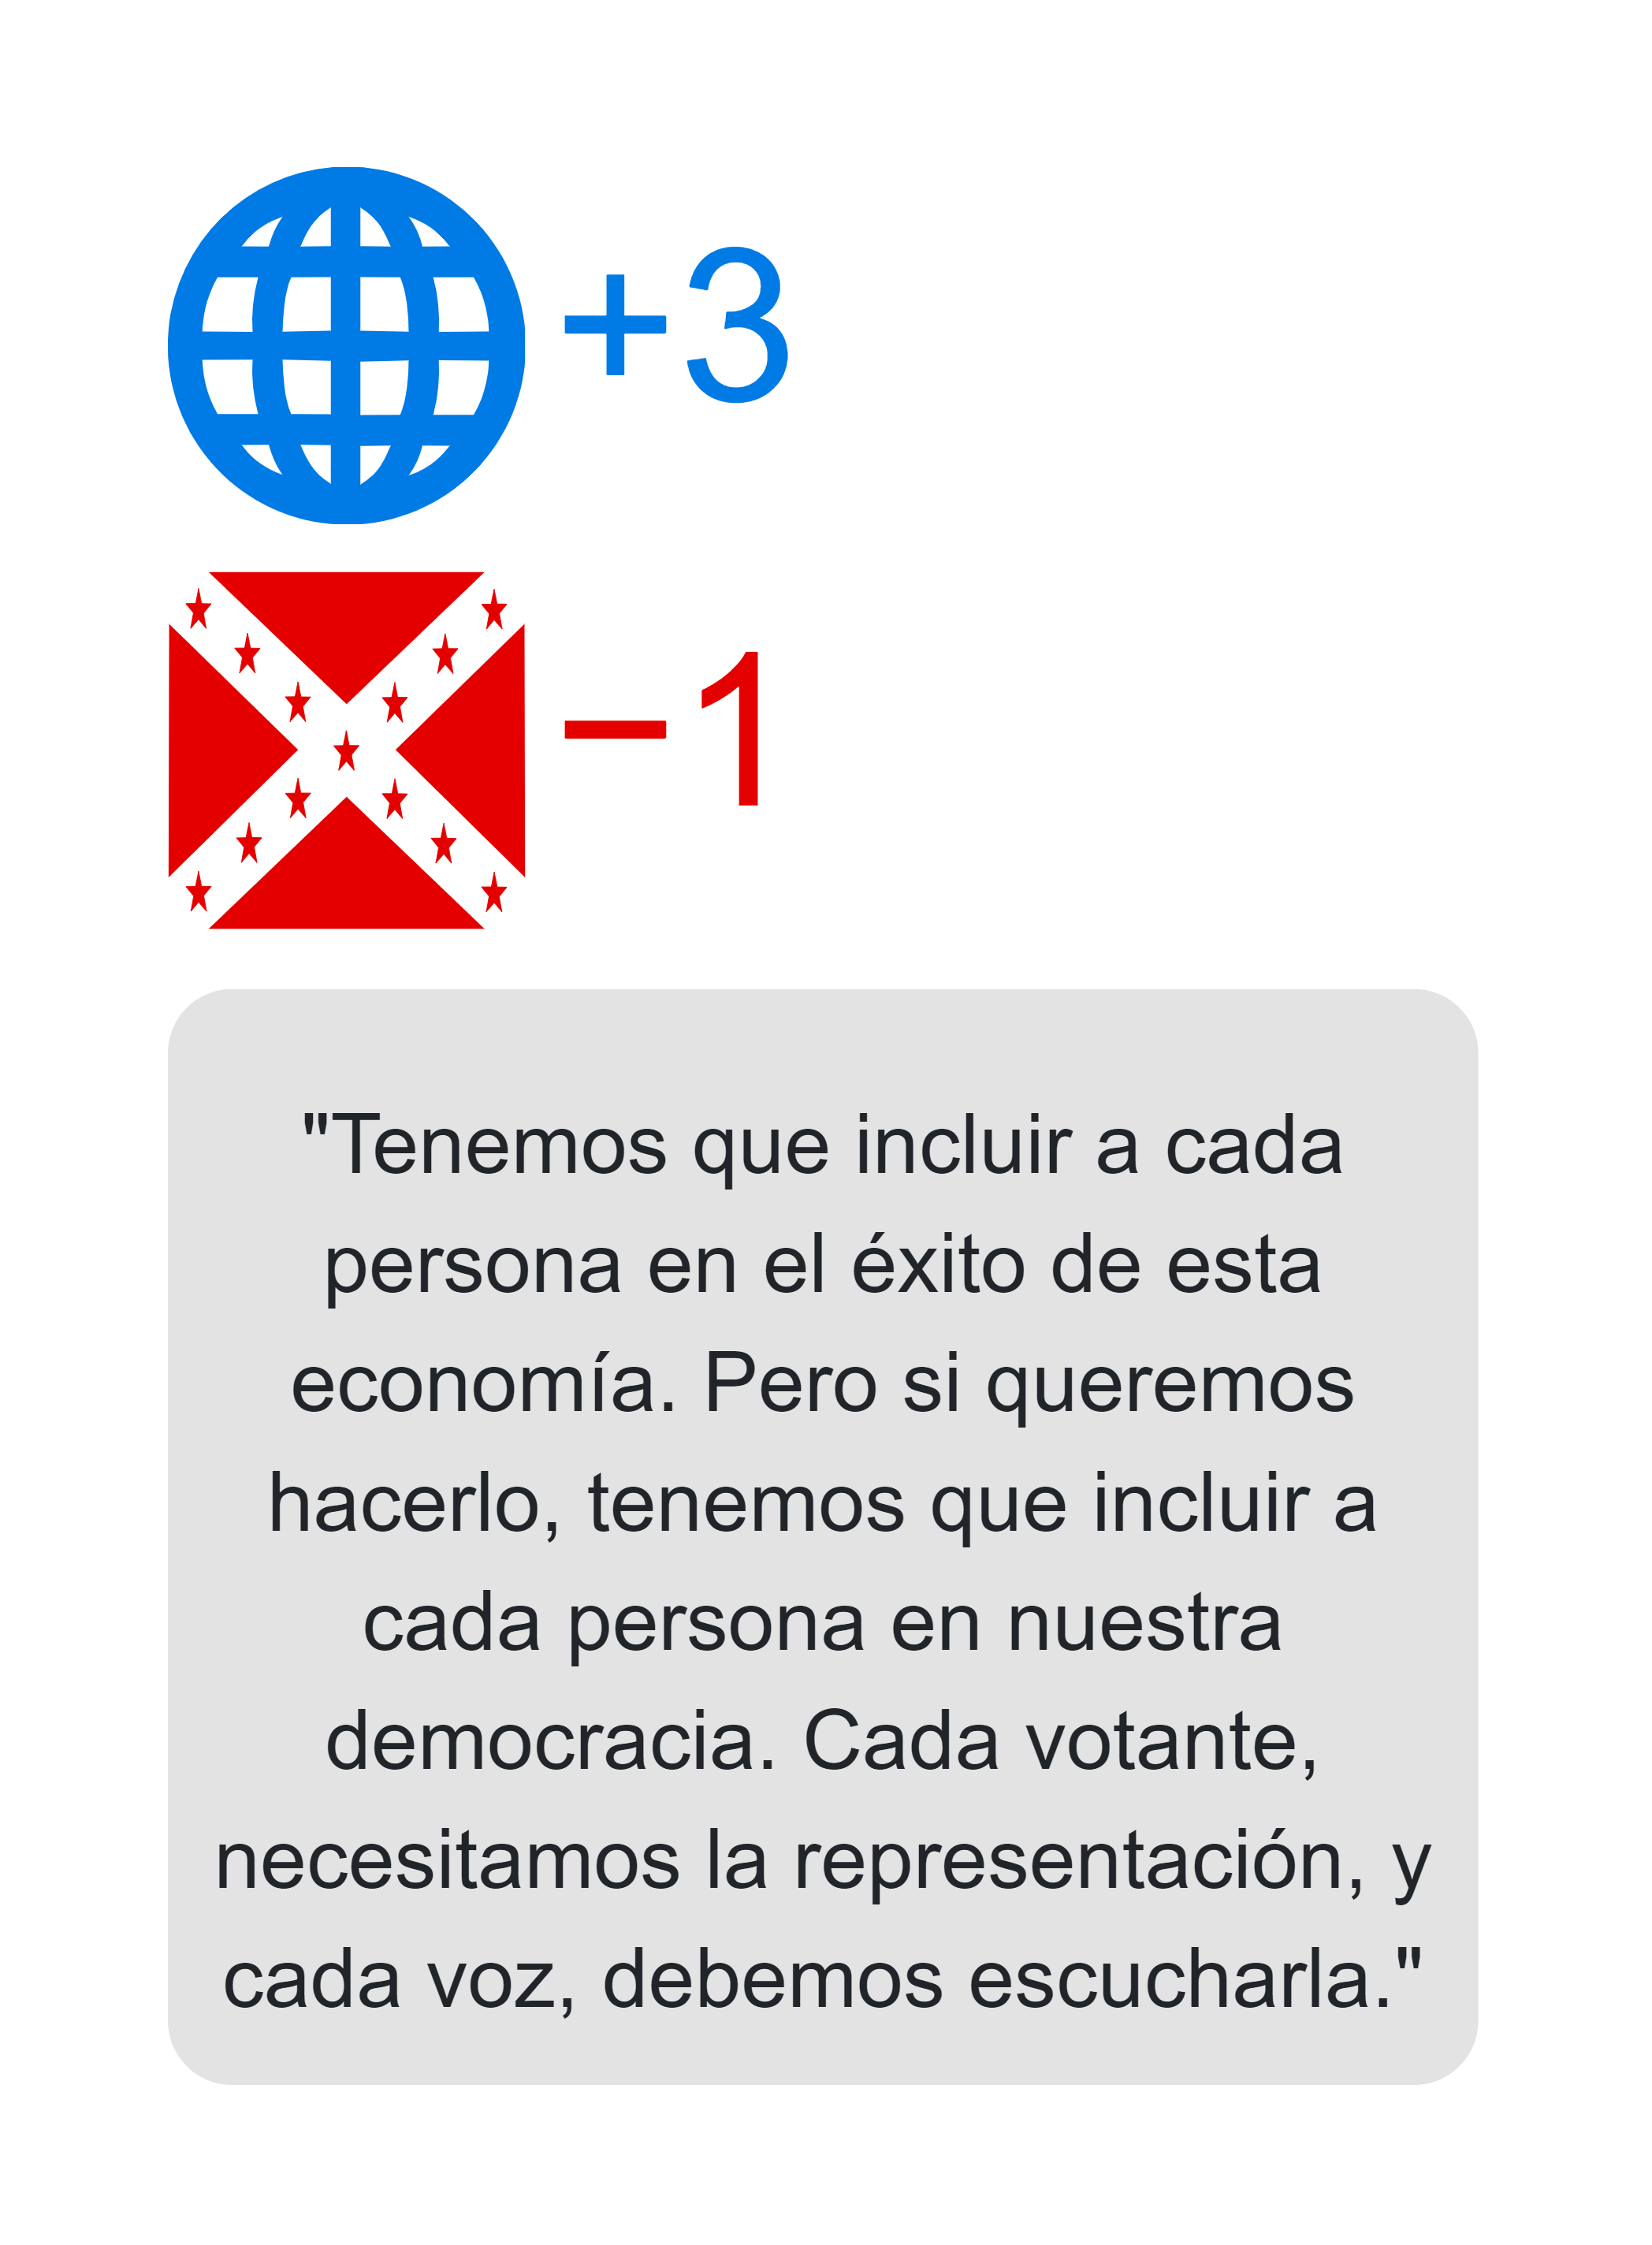 +3
−1
"Tenemos que incluir a cada
persona en el éxito de esta
economía. Pero si queremos
hacerlo, tenemos que incluir a
cada persona en nuestra
democracia. Cada votante,
necesitamos la representación, y
cada voz, debemos escucharla."